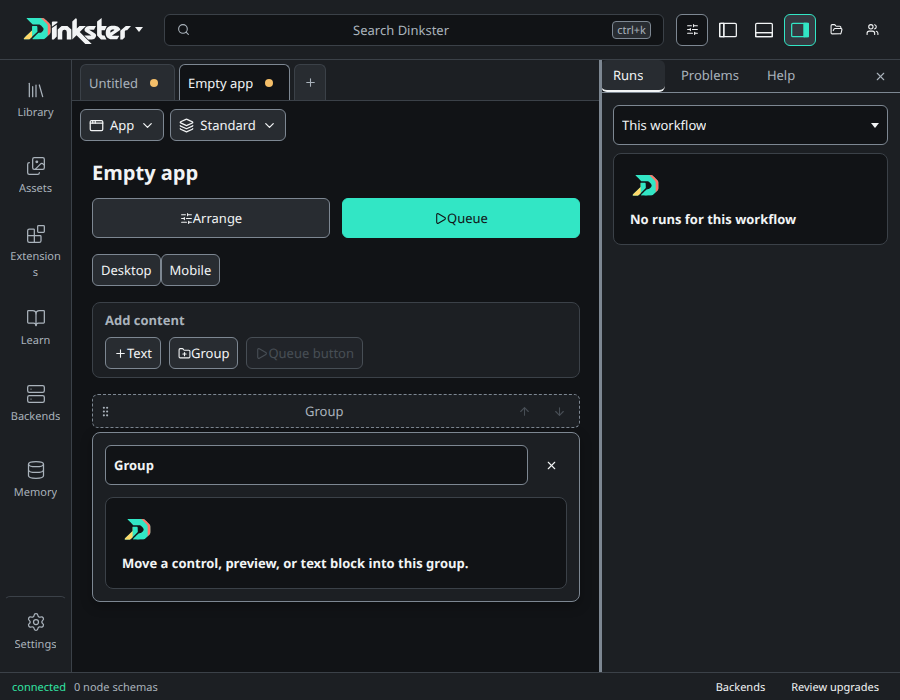 Dinkster
Search Dinkster
ctrl+k
Library
Assets
Extension
s
Learn
Backends
Memory
Settings
Untitled
Empty app
+
App
Standard
Empty app
Arrange
Queue
Desktop
Mobile
Add content
+Text
Group
Queue button
Group
Group
Move a control, preview, or text block into this group.
Runs
Problems
Help
This workflow
No runs for this workflow
connected
0 node schemas
Backends
Review upgrades